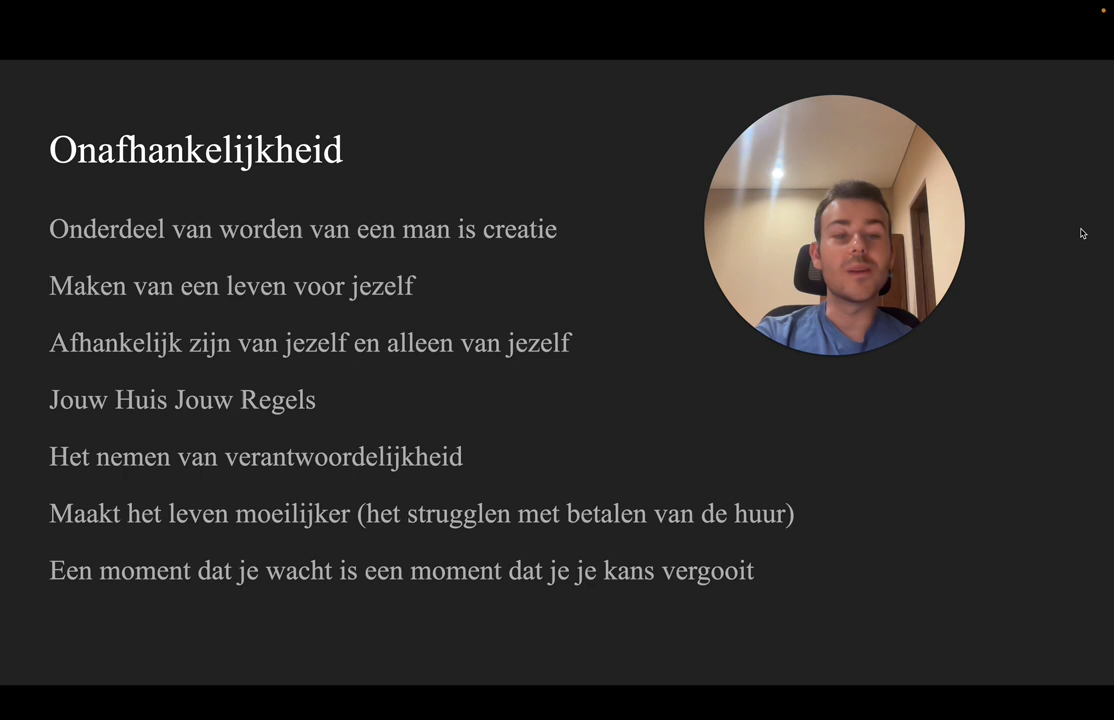 Onafhankelijkheid
Onderdeel van worden van een man is creatie
Maken van een leven voor jezelf
Afhankelijk zijn van jezelf en alleen van jezelf
Jouw Huis Jouw Regels
Het nemen van verantwoordelijkheid
Maakt het leven moeilijker (het strugglen met betalen van de huur)
Een moment dat je wacht is een moment dat je je kans vergooit